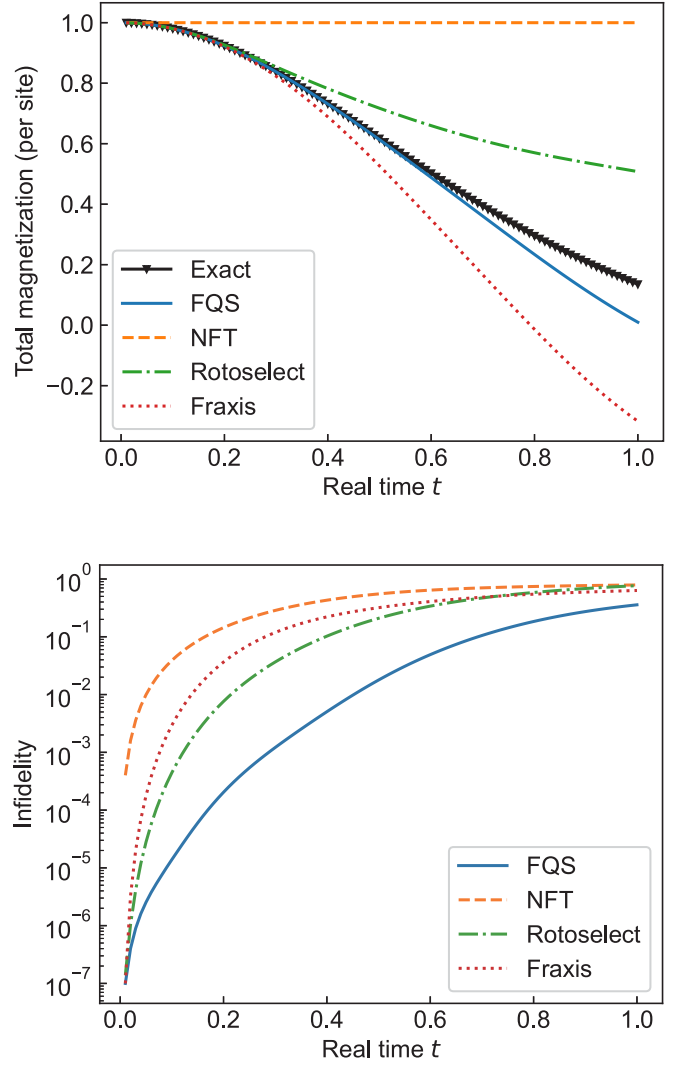 1.0
0.8
0.6
0.4
0.2
0.0
−0.2
Total magnetization (per site)
Exact
FQS
NFT
Rotoselect
Fraxis
0.0 0.2 0.4 0.6 0.8 1.0
Real time t
10⁰
10⁻¹
10⁻²
10⁻³
10⁻⁴
10⁻⁵
10⁻⁶
10⁻⁷
Infidelity
FQS
NFT
Rotoselect
Fraxis
0.0 0.2 0.4 0.6 0.8 1.0
Real time t